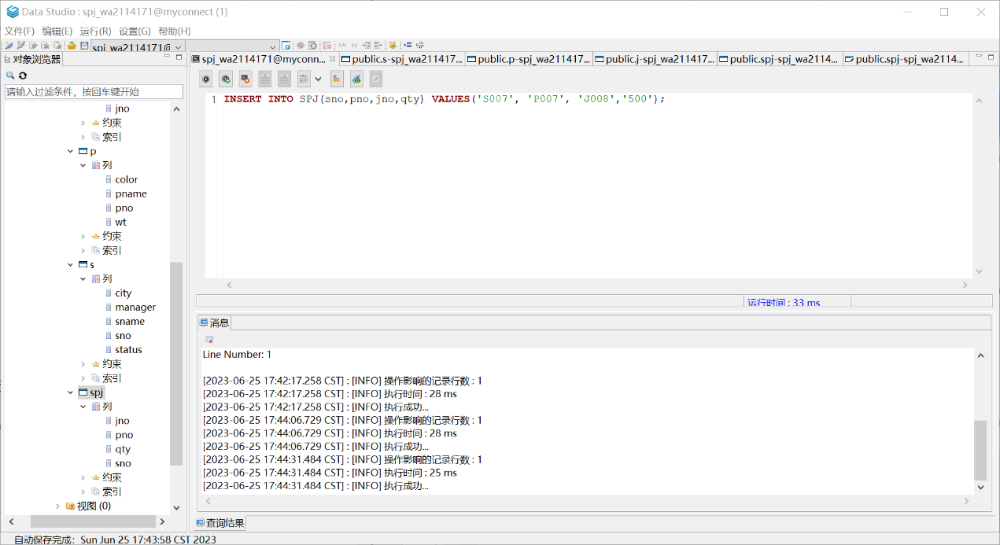 Data Studio : spj_wa2114171@myconnect (1)
文件(F) 编辑(E) 运行(R) 设置(G) 帮助(H)
spj_wa2114171@
对象浏览器
请输入过滤条件，按回车键开始
jno
约束
索引
p
列
color
pname
pno
wt
约束
索引
s
列
city
manager
sname
sno
status
约束
索引
spj
列
jno
pno
qty
sno
约束
索引
视图 (0)
spj_wa2114171@myconn... public.s-spj_wa211417... public.p-spj_wa211417... public.j-spj_wa211417... public.spj-spj_wa2114... public.spj-spj_wa2114...
1 INSERT INTO SPJ(sno,pno,jno,qty) VALUES('S007', 'P007', 'J008','500');
运行时间 : 33 ms
消息
Line Number: 1
[2023-06-25 17:42:17.258 CST] : [INFO] 操作影响的记录行数 : 1
[2023-06-25 17:42:17.258 CST] : [INFO] 执行时间 : 28 ms
[2023-06-25 17:42:17.258 CST] : [INFO] 执行成功...
[2023-06-25 17:44:06.729 CST] : [INFO] 操作影响的记录行数 : 1
[2023-06-25 17:44:06.729 CST] : [INFO] 执行时间 : 28 ms
[2023-06-25 17:44:06.729 CST] : [INFO] 执行成功...
[2023-06-25 17:44:31.484 CST] : [INFO] 操作影响的记录行数 : 1
[2023-06-25 17:44:31.484 CST] : [INFO] 执行时间 : 25 ms
[2023-06-25 17:44:31.484 CST] : [INFO] 执行成功...
查询结果
自动保存完成：Sun Jun 25 17:43:58 CST 2023